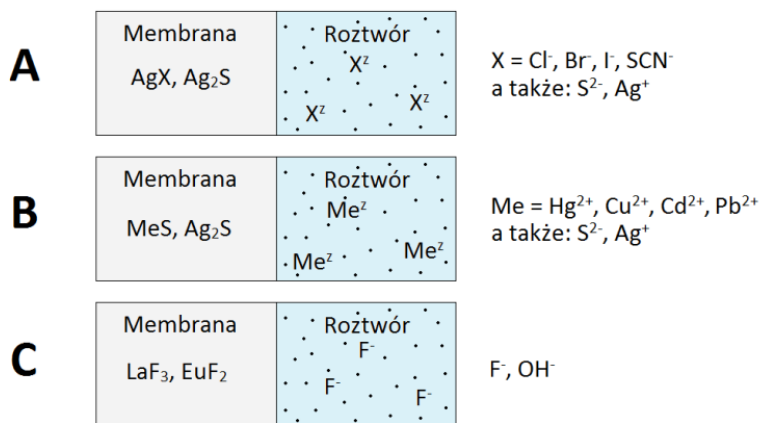 A
Membrana
AgX, Ag₂S
Roztwór
Xᶻ
Xᶻ
Xᶻ
X = Cl⁻, Br⁻, I⁻, SCN⁻
a także: S²⁻, Ag⁺
B
Membrana
MeS, Ag₂S
Roztwór
Meᶻ
Meᶻ
Meᶻ
Me = Hg²⁺, Cu²⁺, Cd²⁺, Pb²⁺
a także: S²⁻, Ag⁺
C
Membrana
LaF₃, EuF₂
Roztwór
F⁻
F⁻
F⁻
F⁻, OH⁻